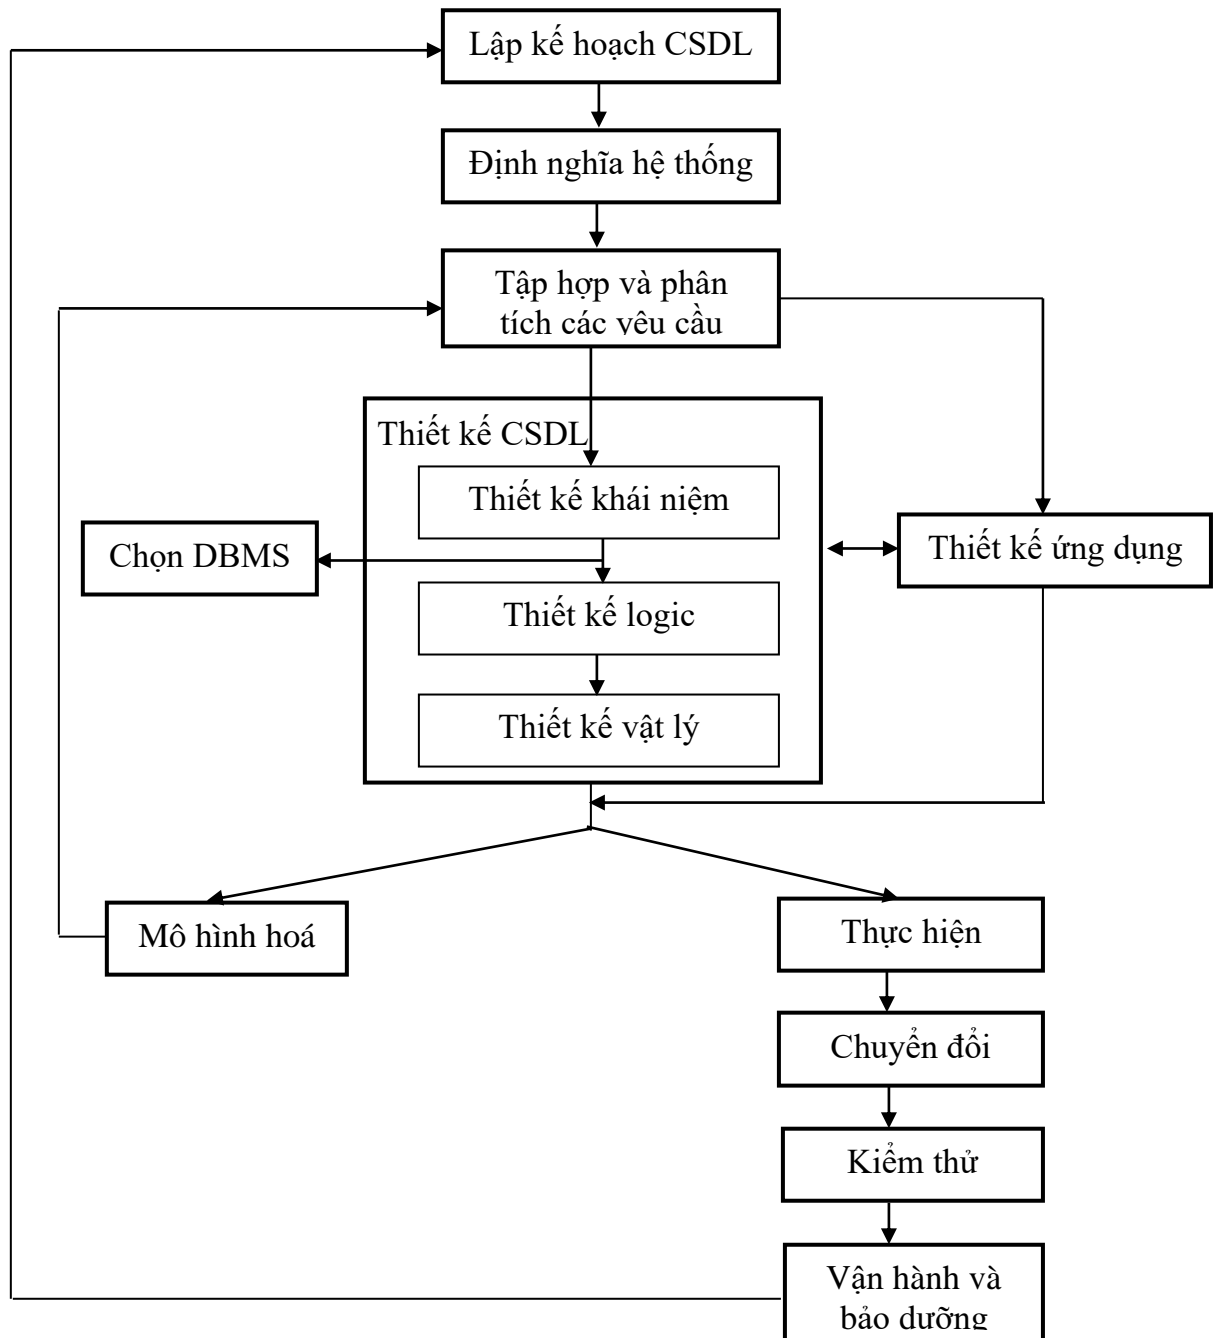 Lập kế hoạch CSDL
Định nghĩa hệ thống
Tập hợp và phân
tích các yêu cầu
Thiết kế CSDL
Thiết kế khái niệm
Chọn DBMS
Thiết kế ứng dụng
Thiết kế logic
Thiết kế vật lý
Mô hình hoá
Thực hiện
Chuyển đổi
Kiểm thử
Vận hành và
bảo dưỡng